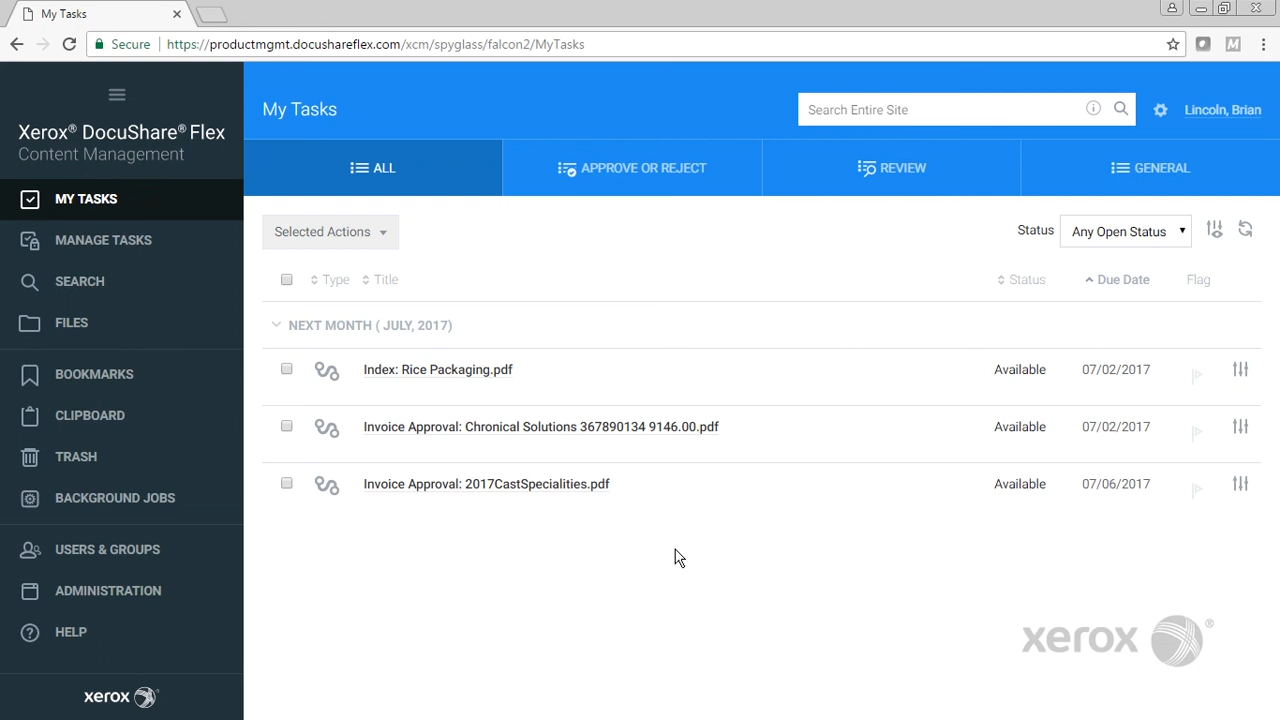 My Tasks
Secure https://productmgmt.docushareflex.com/xcm/spyglass/falcon2/MyTasks
Xerox® DocuShare® Flex
Content Management
MY TASKS
MANAGE TASKS
SEARCH
FILES
BOOKMARKS
CLIPBOARD
TRASH
BACKGROUND JOBS
USERS & GROUPS
ADMINISTRATION
HELP
xerox®
My Tasks
Search Entire Site
Lincoln, Brian
ALL APPROVE OR REJECT REVIEW GENERAL
Selected Actions
Status Any Open Status
Type Title Status Due Date Flag
NEXT MONTH ( JULY, 2017)
Index: Rice Packaging.pdf Available 07/02/2017
Invoice Approval: Chronical Solutions 367890134 9146.00.pdf Available 07/02/2017
Invoice Approval: 2017CastSpecialities.pdf Available 07/06/2017
xerox®